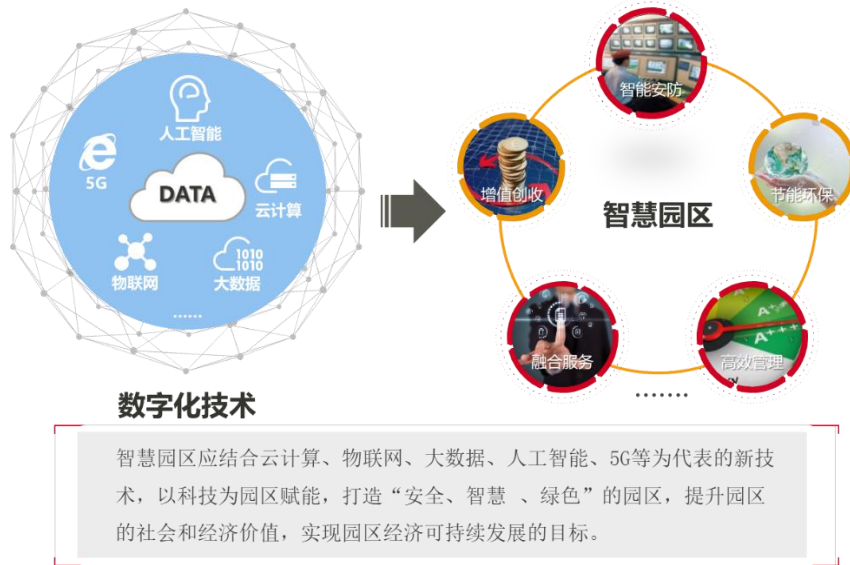 人工智能
5G
DATA
云计算
物联网
1010
1010
大数据
......
数字化技术
智能安防
增值创收
节能环保
智慧园区
融合服务
A+
A+++
高效管理
.......
智慧园区应结合云计算、物联网、大数据、人工智能、5G等为代表的新技
术，以科技为园区赋能，打造“安全、智慧 、绿色”的园区，提升园区
的社会和经济价值，实现园区经济可持续发展的目标。